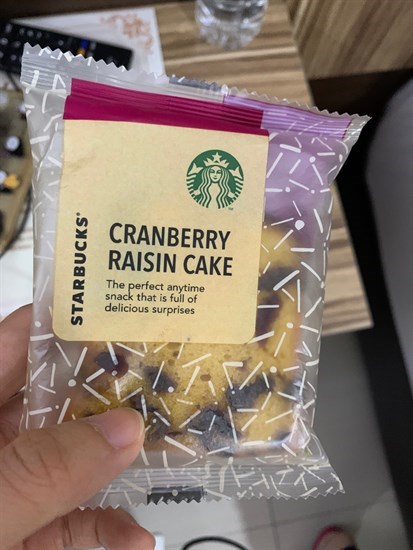 STARBUCKS
CRANBERRY
RAISIN CAKE
The perfect anytime
snack that is full of
delicious surprises